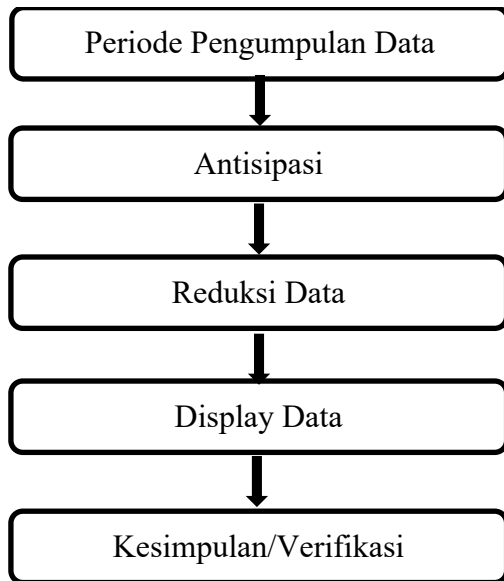 Periode Pengumpulan Data
Antisipasi
Reduksi Data
Display Data
Kesimpulan/Verifikasi